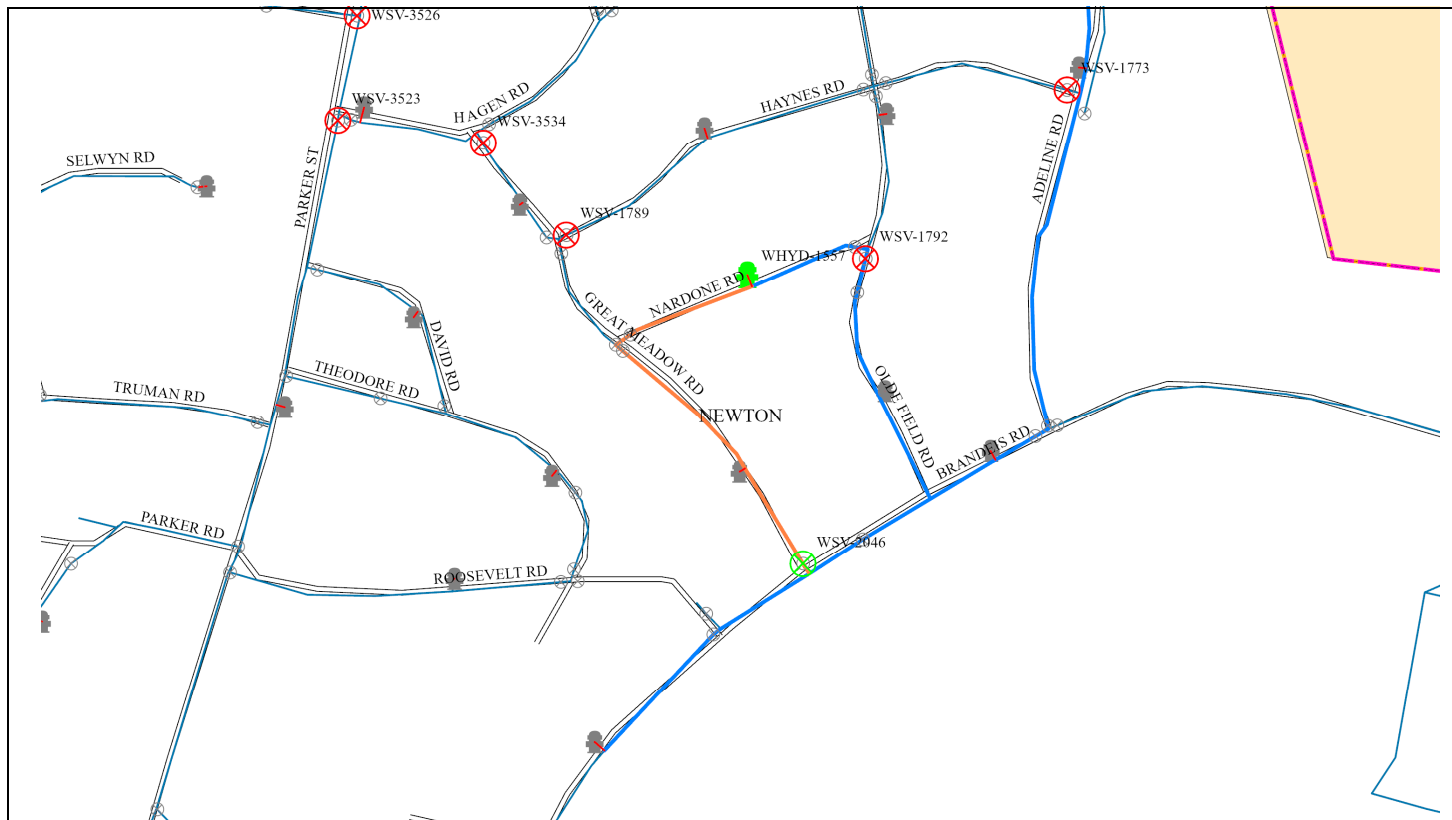 WSV-3526
WSV-1773
WSV-3523
HAGEN RD
HAYNES RD
WSV-3534
ADELINE RD
SELWYN RD
PARKER ST
WSV-1789
WSV-1792
WHYD-1557
NARDONE RD
GREAT MEADOW RD
DAVID RD
THEODORE RD
TRUMAN RD
OLDE FIELD RD
NEWTON
BRANDEIS RD
PARKER RD
WSV-2046
ROOSEVELT RD